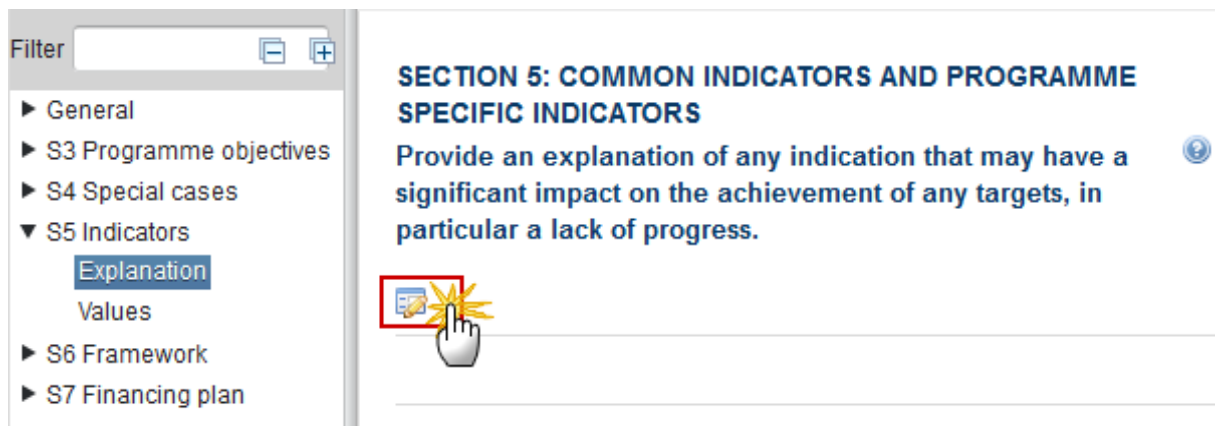 Filter
General
S3 Programme objectives
S4 Special cases
S5 Indicators
Explanation
Values
S6 Framework
S7 Financing plan
SECTION 5: COMMON INDICATORS AND PROGRAMME
SPECIFIC INDICATORS
Provide an explanation of any indication that may have a
significant impact on the achievement of any targets, in
particular a lack of progress.